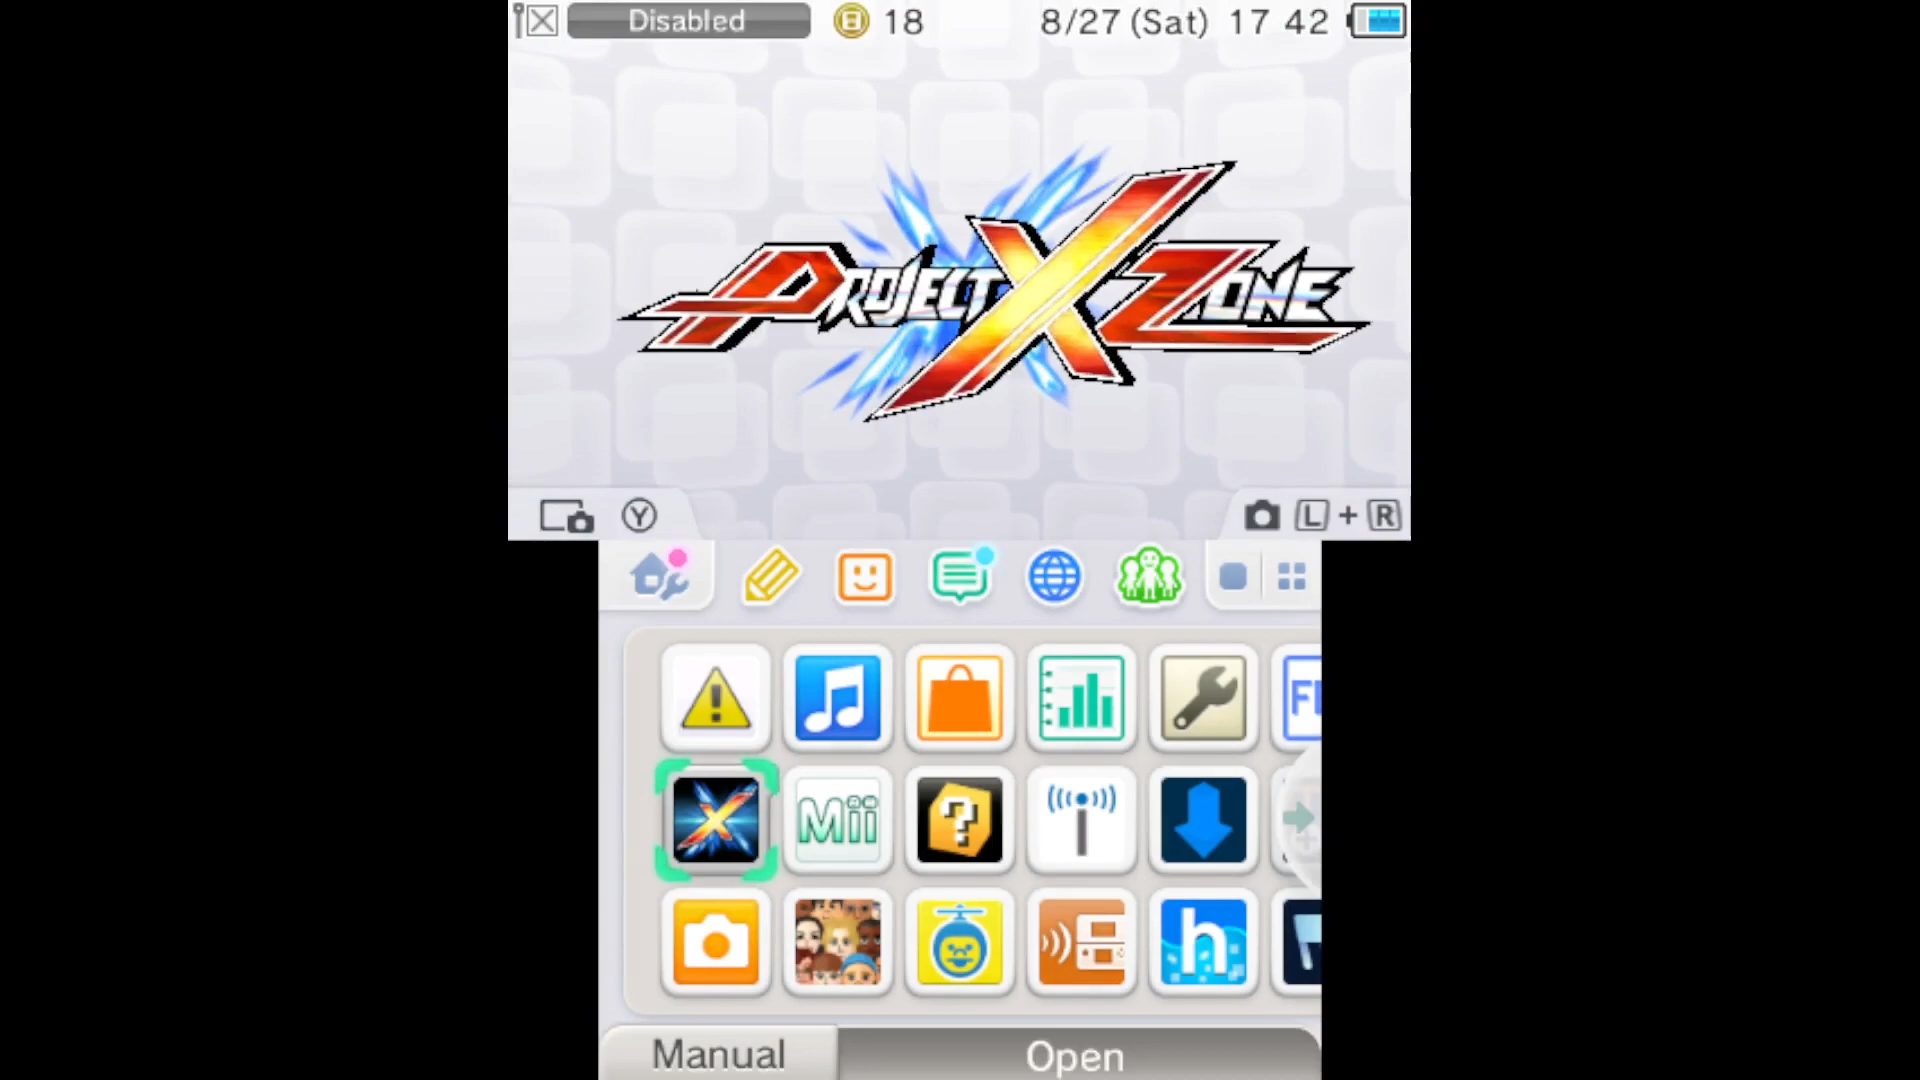 Disabled 18 8/27 (Sat) 17 42
PROJECT X ZONE
Y L + R
X Mii ?
h
Manual Open